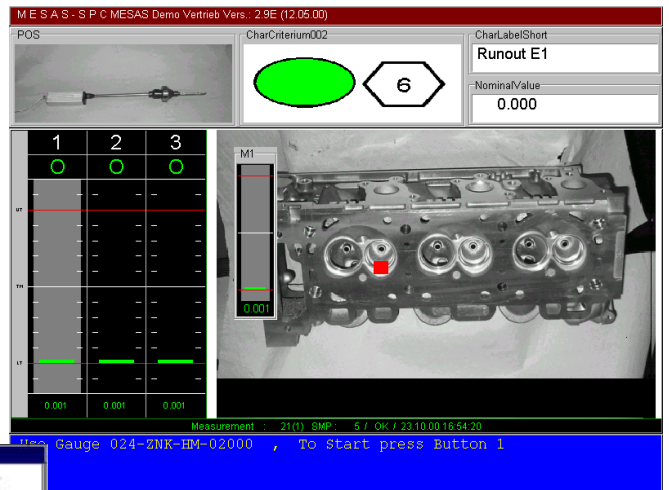 M E S A S - S P C MESAS Demo Vertrieb Vers.: 2.9E (12.05.00)
POS
CharCriterium002
6
CharLabelShort
Runout E1
NominalValue
0.000
1 2 3
O O O
UT
TM
LT
0.001 0.001 0.001
M1
0.001
Measurement : 21(1) SMP : 5 / OK / 23.10.00 16:54:20
Use Gauge 024-ZNK-HM-02000 , To Start press Button 1